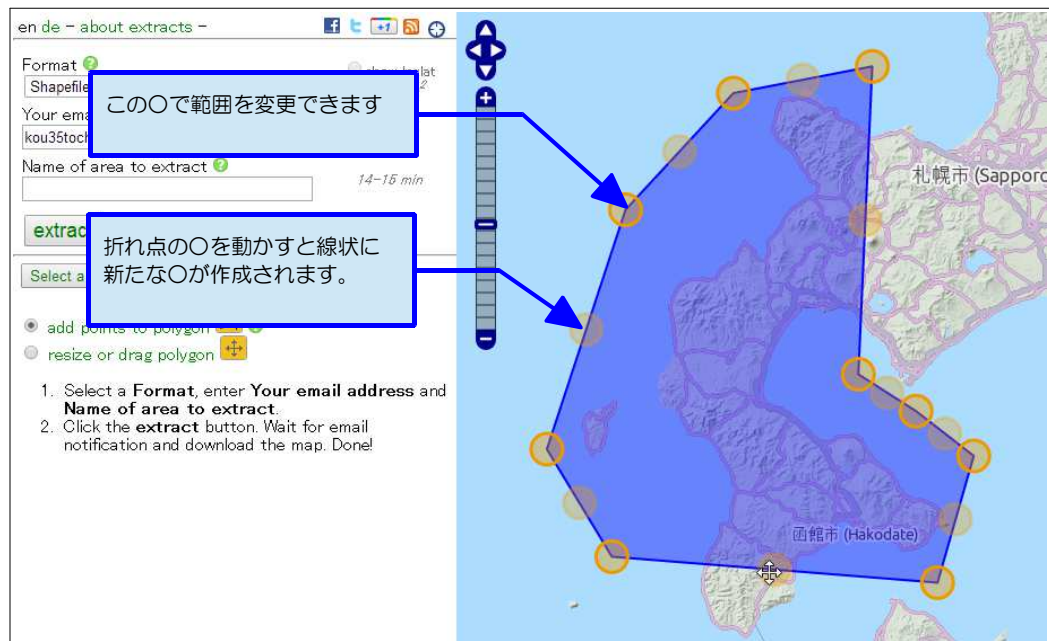 en de - about extracts -
+1
Format ?
Shapefile
この〇で範囲を変更できます
Your ema
kou35toch
Name of area to extract ?
14-15 min
extrac
折れ点の〇を動かすと線状に
新たな〇が作成されます。
Select a
add points to polygon
resize or drag polygon
1. Select a Format, enter Your email address and
Name of area to extract.
2. Click the extract button. Wait for email
notification and download the map. Done!
札幌市 (Sapporo
函館市 (Hakodate)